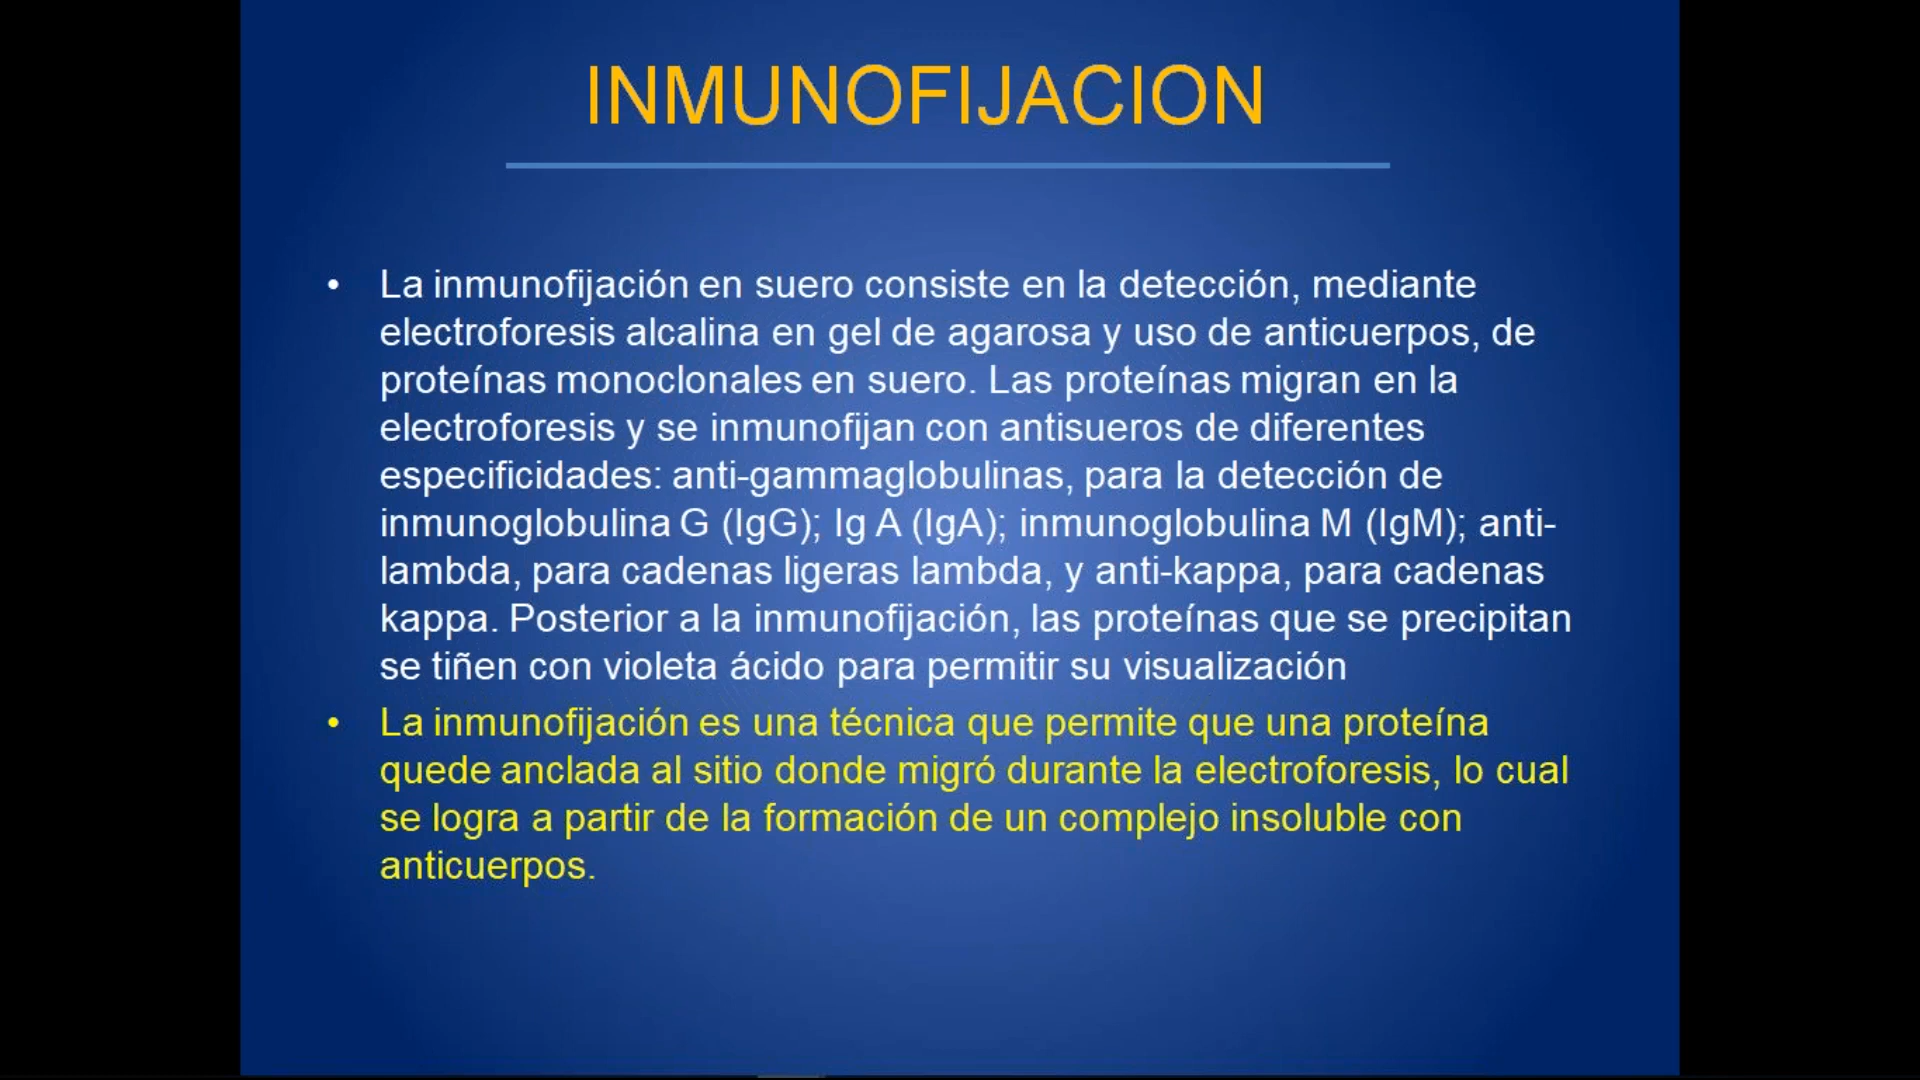 INMUNOFIJACION
• La inmunofijación en suero consiste en la detección, mediante
electroforesis alcalina en gel de agarosa y uso de anticuerpos, de
proteínas monoclonales en suero. Las proteínas migran en la
electroforesis y se inmunofijan con antisueros de diferentes
especificidades: anti-gammaglobulinas, para la detección de
inmunoglobulina G (IgG); Ig A (IgA); inmunoglobulina M (IgM); anti-
lambda, para cadenas ligeras lambda, y anti-kappa, para cadenas
kappa. Posterior a la inmunofijación, las proteínas que se precipitan
se tiñen con violeta ácido para permitir su visualización
• La inmunofijación es una técnica que permite que una proteína
quede anclada al sitio donde migró durante la electroforesis, lo cual
se logra a partir de la formación de un complejo insoluble con
anticuerpos.